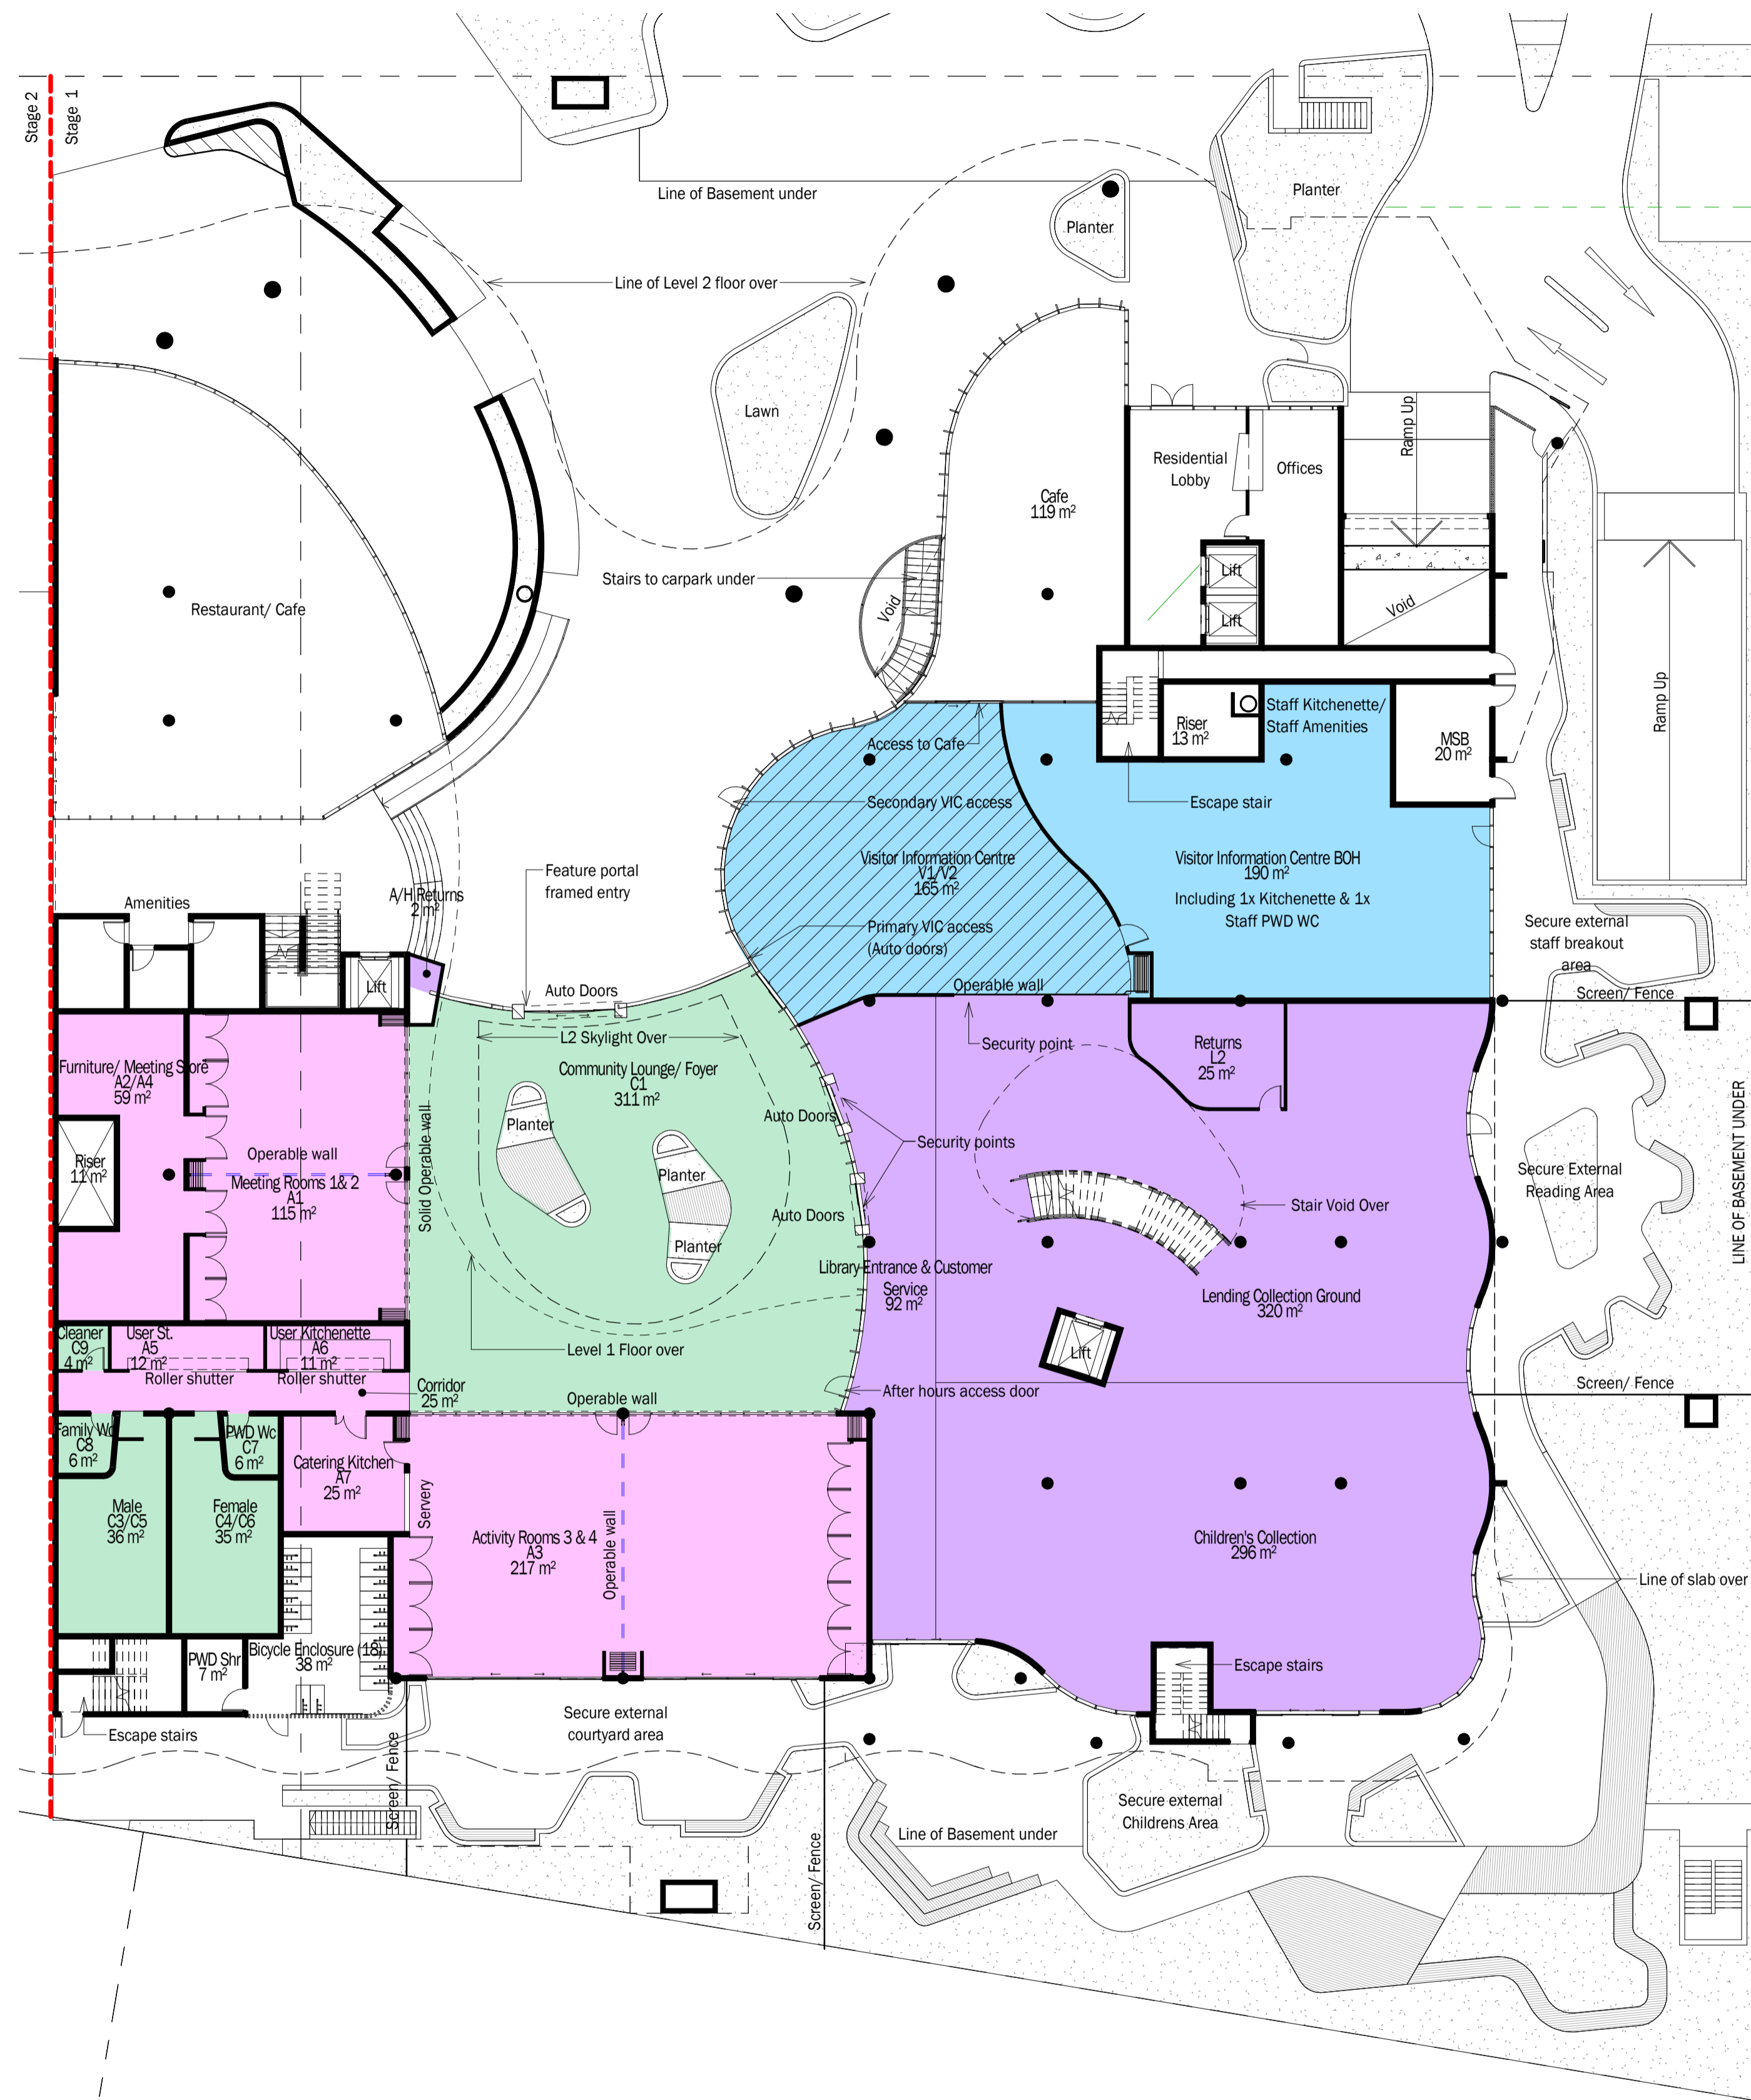 Stage 2
Stage 1
Line of Basement under
Planter
Planter
Line of Level 2 floor over
Lawn
Ramp Up
Residential
Lobby
Offices
Cafe
119 m²
Lift
Lift
Stairs to carpark under
Void
Void
Restaurant/ Cafe
Ramp Up
Staff Kitchenette/
Staff Amenities
Riser
13 m²
MSB
20 m²
Access to Cafe
Secondary VIC access
Escape stair
Visitor Information Centre
V1/V2
165 m²
Visitor Information Centre BOH
190 m²
Including 1x Kitchenette & 1x
Staff PWD WC
Feature portal
framed entry
A/H Returns
2 m²
Amenities
Primary VIC access
(Auto doors)
Secure external
staff breakout
area
Lift
Auto Doors
Operable wall
Screen/ Fence
L2 Skylight Over
Security point
Returns
L2
25 m²
Furniture/ Meeting Store
A2/A4
59 m²
Community Lounge/ Foyer
C1
311 m²
Solid Operable wall
Planter
Auto Doors
Security points
LINE OF BASEMENT UNDER
Riser
11 m²
Operable wall
Meeting Rooms 1& 2
A1
115 m²
Planter
Secure External
Reading Area
Auto Doors
Stair Void Over
Planter
Library Entrance & Customer
Service
92 m²
Lending Collection Ground
320 m²
Cleaner
C9
4 m²
User St.
A5
12 m²
User Kitchenette
A6
11 m²
Level 1 Floor over
Lift
Roller shutter
Roller shutter
Corridor
25 m²
Operable wall
After hours access door
Screen/ Fence
Family Wc
C8
6 m²
PWD Wc
C7
6 m²
Catering Kitchen
A7
25 m²
Servery
Male
C3/C5
36 m²
Female
C4/C6
35 m²
Activity Rooms 3 & 4
A3
217 m²
Operable wall
Children's Collection
296 m²
Line of slab over
PWD Shr
7 m²
Bicycle Enclosure (18)
38 m²
Escape stairs
Escape stairs
Secure external
courtyard area
Screen/ Fence
Secure external
Childrens Area
Line of Basement under
Screen/ Fence